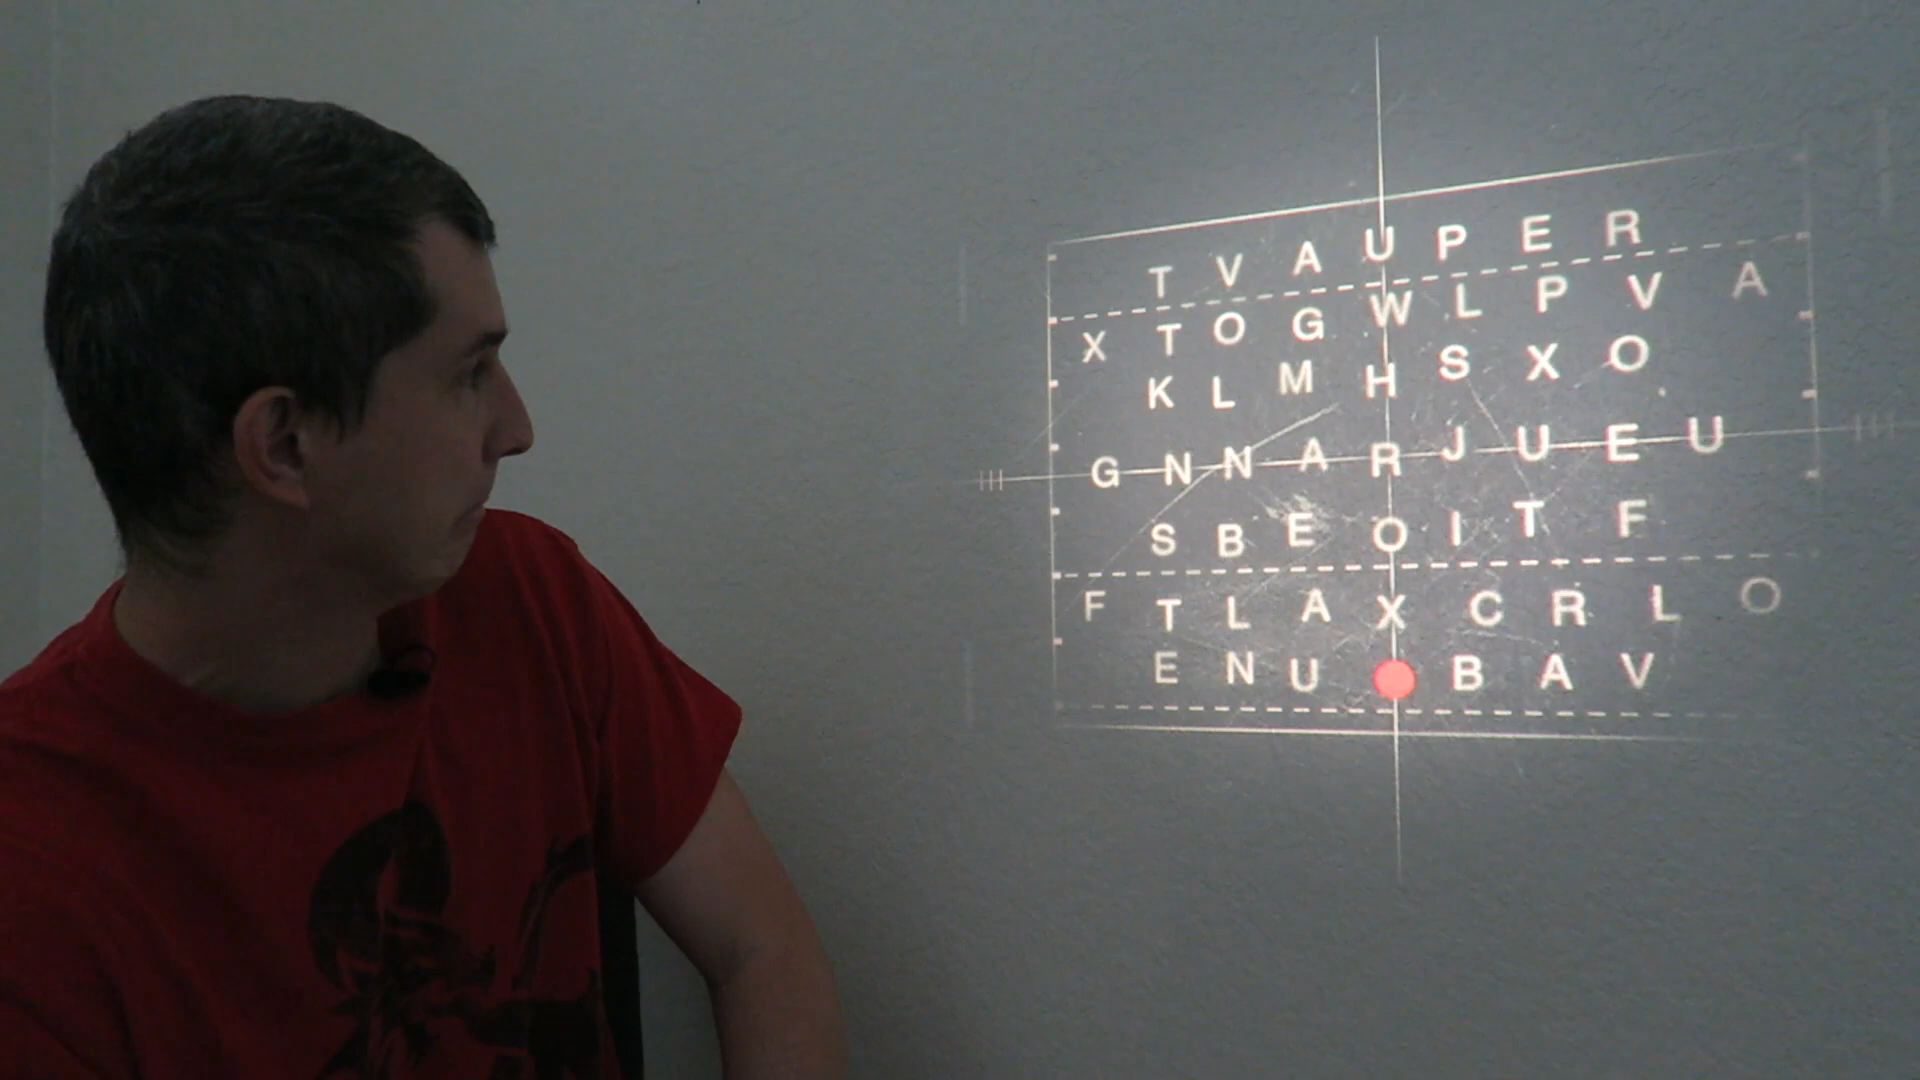 T V A U P E R
X T O G W L P V A
K L M H S X O
G N N A R J U E U
S B E O I T F
F T L A X C R L O
E N U B A V